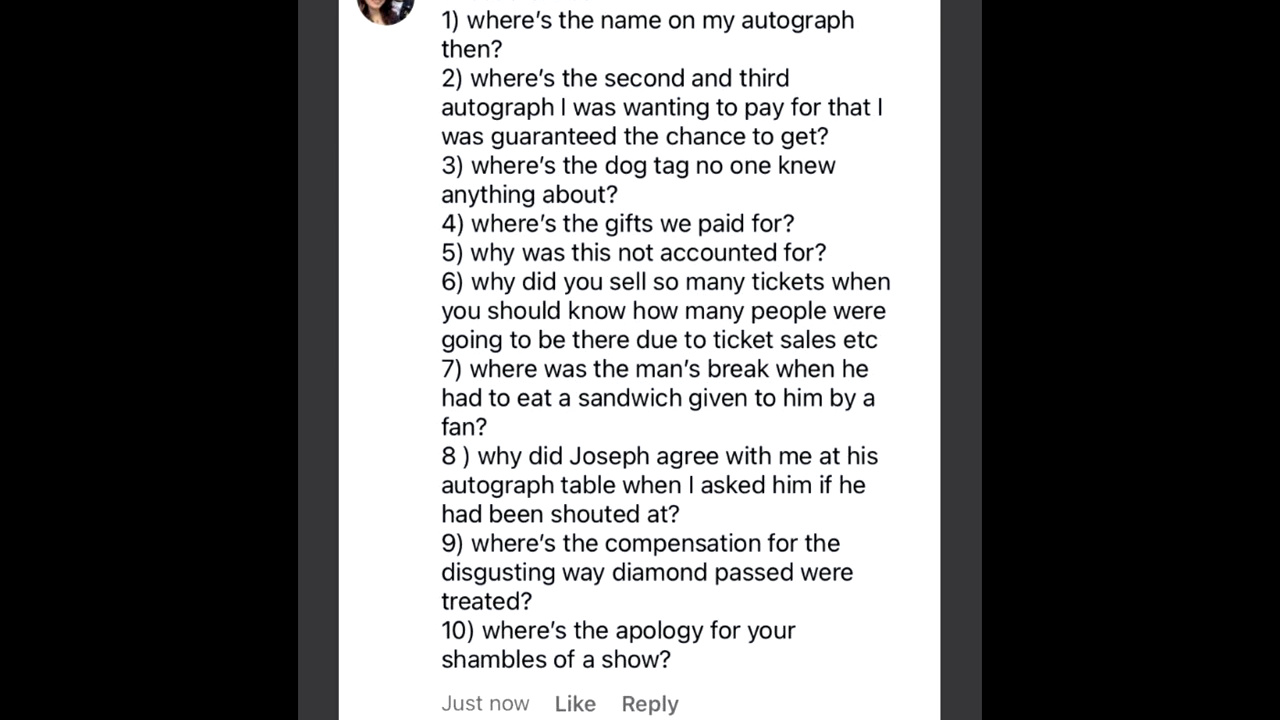 1) where’s the name on my autograph
then?
2) where’s the second and third
autograph I was wanting to pay for that I
was guaranteed the chance to get?
3) where’s the dog tag no one knew
anything about?
4) where’s the gifts we paid for?
5) why was this not accounted for?
6) why did you sell so many tickets when
you should know how many people were
going to be there due to ticket sales etc
7) where was the man’s break when he
had to eat a sandwich given to him by a
fan?
8 ) why did Joseph agree with me at his
autograph table when I asked him if he
had been shouted at?
9) where’s the compensation for the
disgusting way diamond passed were
treated?
10) where’s the apology for your
shambles of a show?
Just now Like Reply